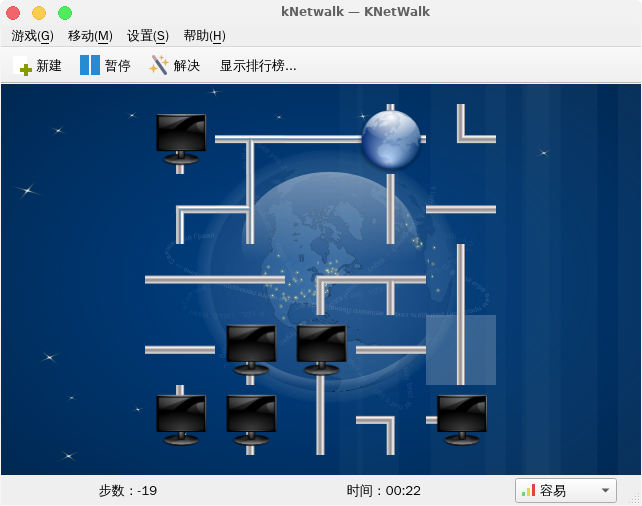 kNetwalk — KNetWalk
游戏(G) 移动(M) 设置(S) 帮助(H)
新建 暂停 解决 显示排行榜...
步数：-19 时间：00:22 容易